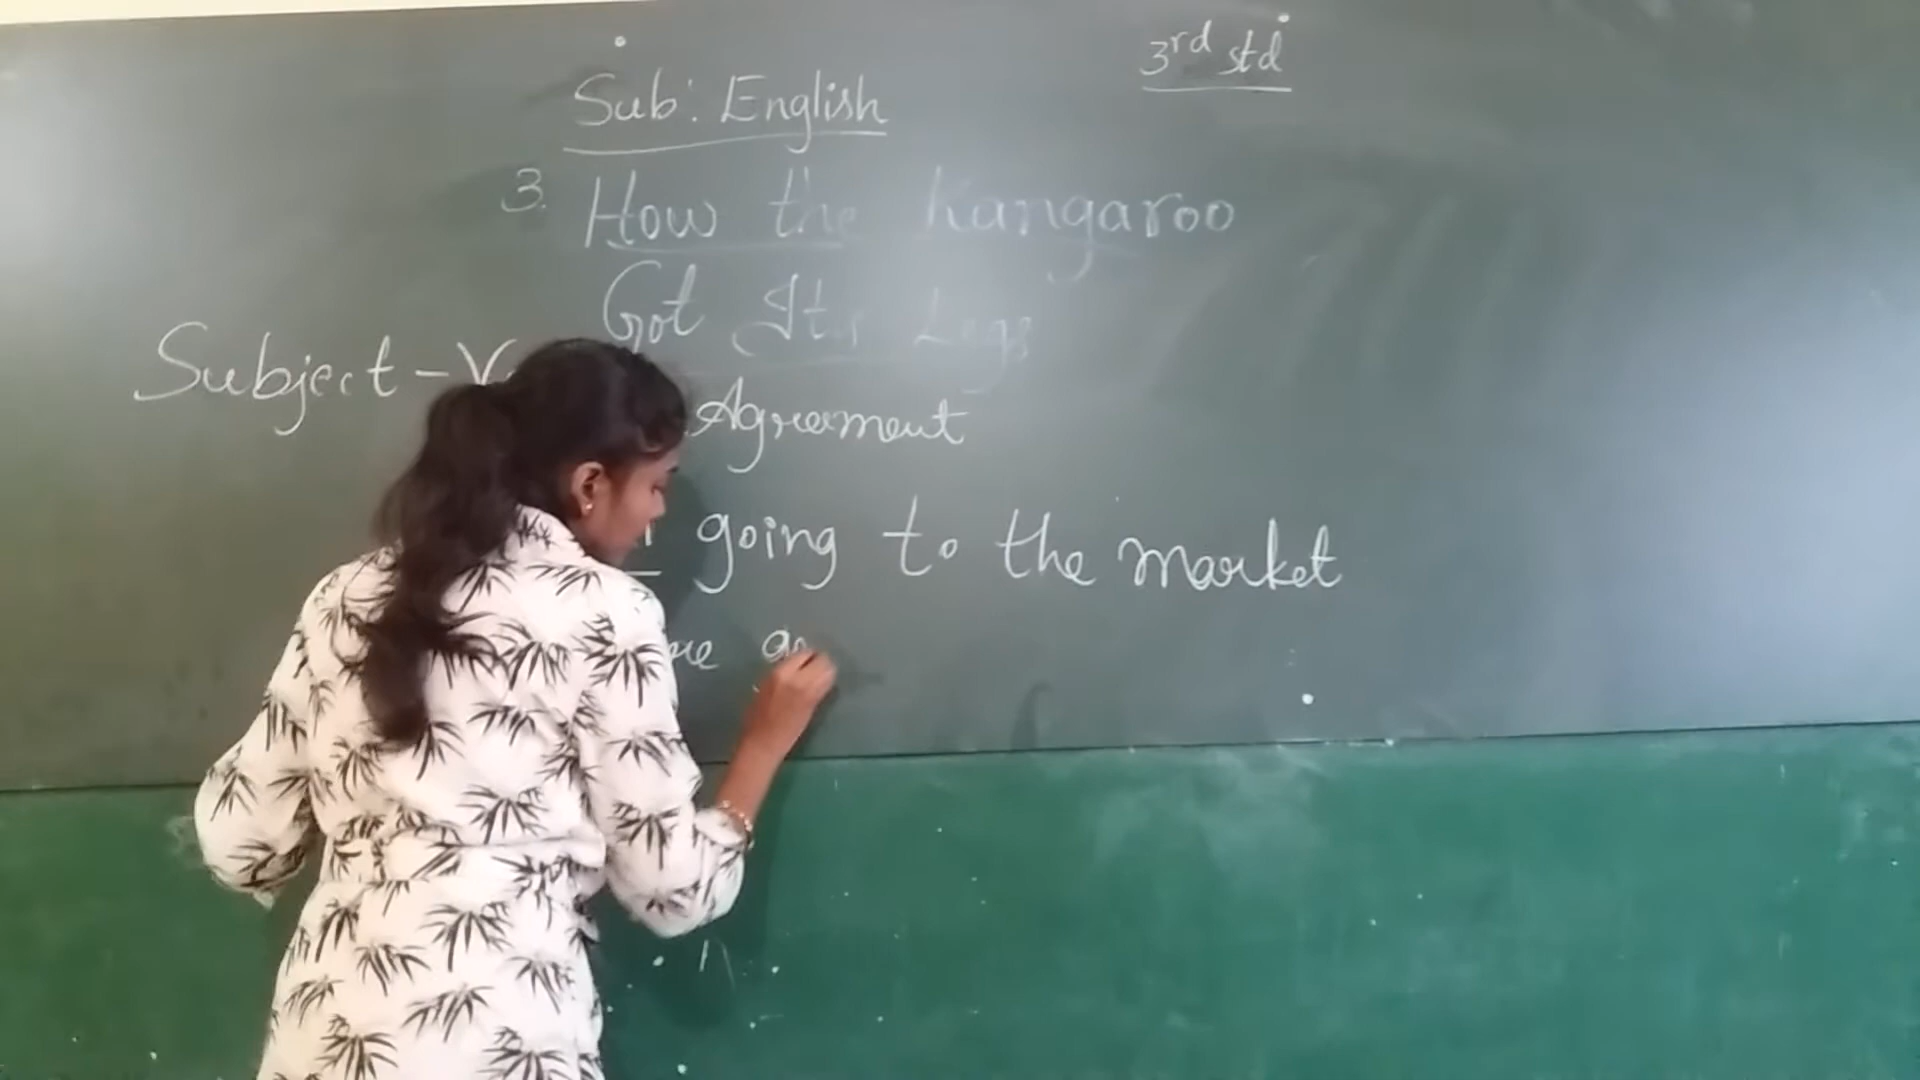 3rd std
Sub: English
3. How the Kangaroo
Got Its Legs
Subject -
Agreement
going to the market